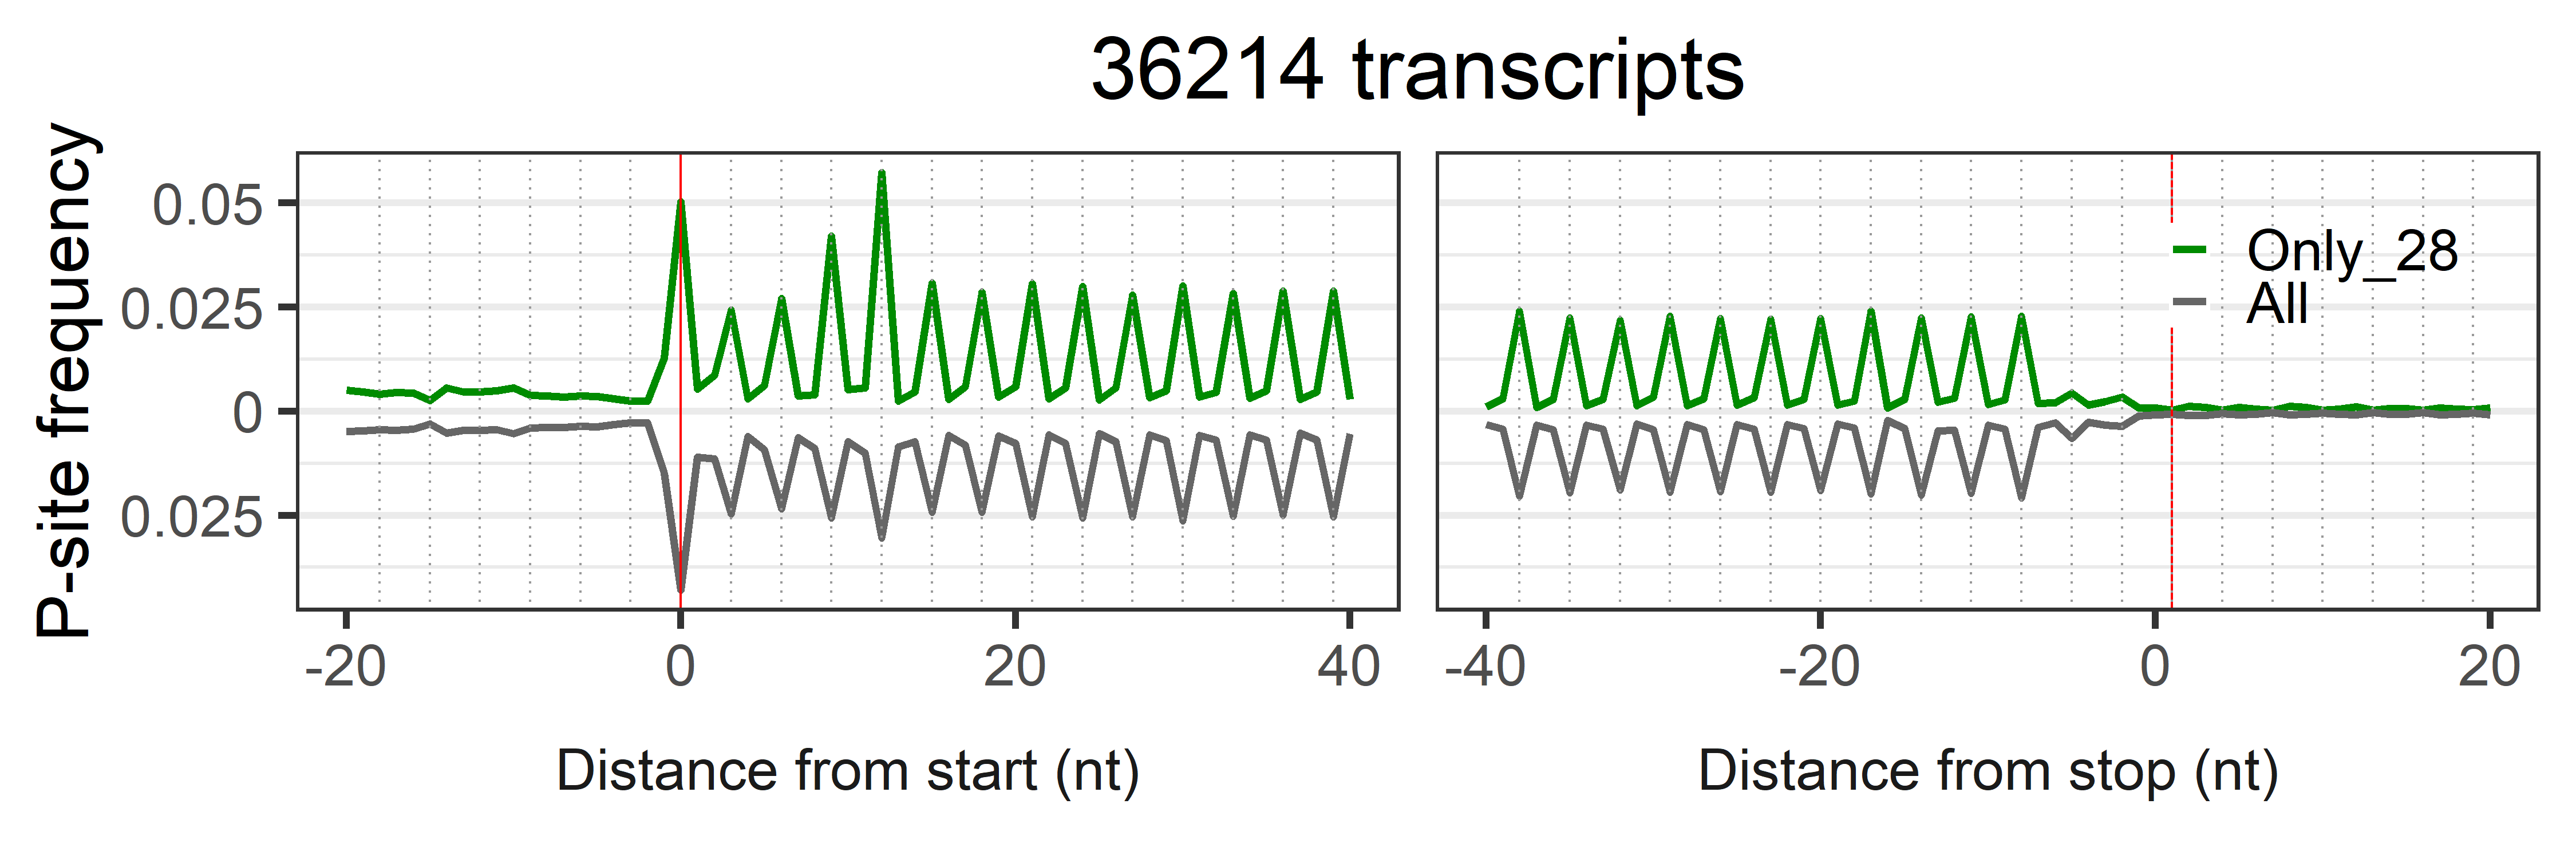 36214 transcripts
P-site frequency
0.05
0.025
0
0.025
Only_28
All
-20 0 20 40
-40 -20 0 20
Distance from start (nt)
Distance from stop (nt)